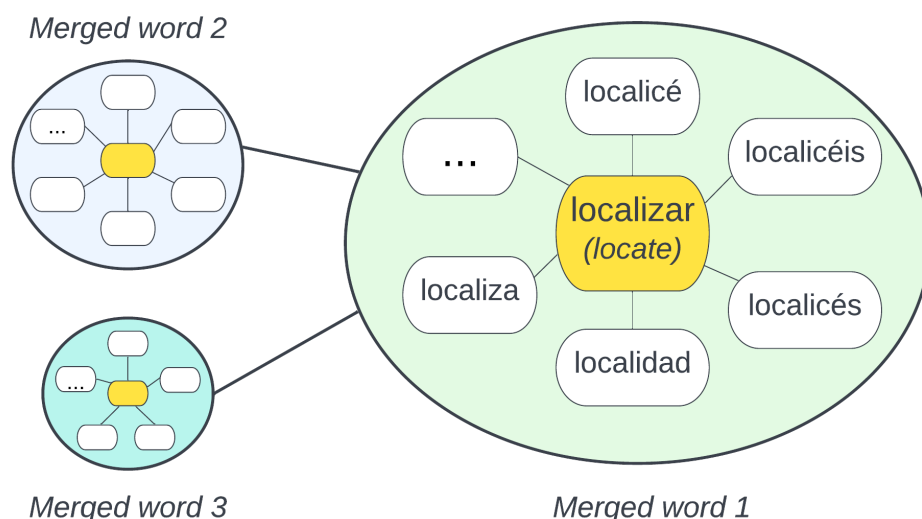 Merged word 2
...
...
localicé
localicéis
...
localizar
(locate)
localiza
localicés
localidad
Merged word 3
Merged word 1